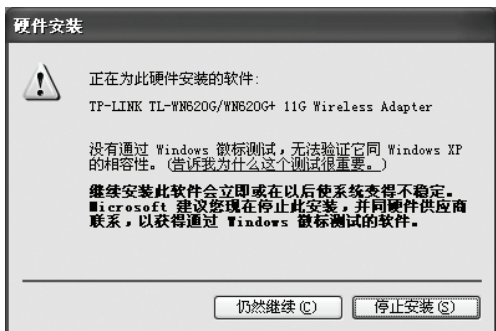 硬件安装
正在为此硬件安装的软件:
TP-LINK TL-WN620G/WN620G+ 11G Wireless Adapter
没有通过 Windows 徽标测试，无法验证它同 Windows XP
的相容性。(告诉我为什么这个测试很重要。)
继续安装此软件会立即或在以后使系统变得不稳定。
Microsoft 建议您现在停止此安装，并同硬件供应商
联系，以获得通过 Windows 徽标测试的软件。
仍然继续(C)
停止安装(S)